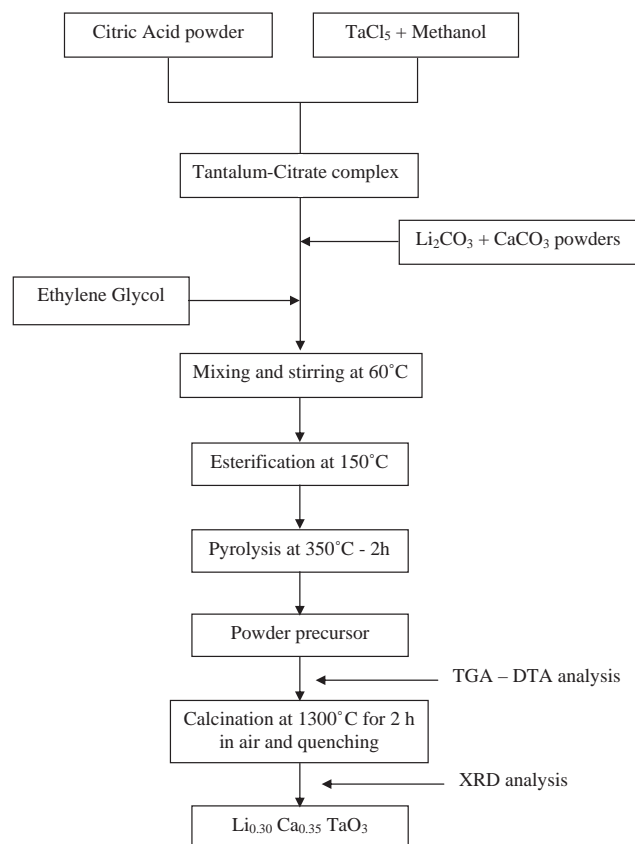 Citric Acid powder
TaCl₅ + Methanol
Tantalum-Citrate complex
Li₂CO₃ + CaCO₃ powders
Ethylene Glycol
Mixing and stirring at 60˚C
Esterification at 150˚C
Pyrolysis at 350˚C - 2h
Powder precursor
TGA – DTA analysis
Calcination at 1300˚C for 2 h
in air and quenching
XRD analysis
Li₀.₃₀ Ca₀.₃₅ TaO₃